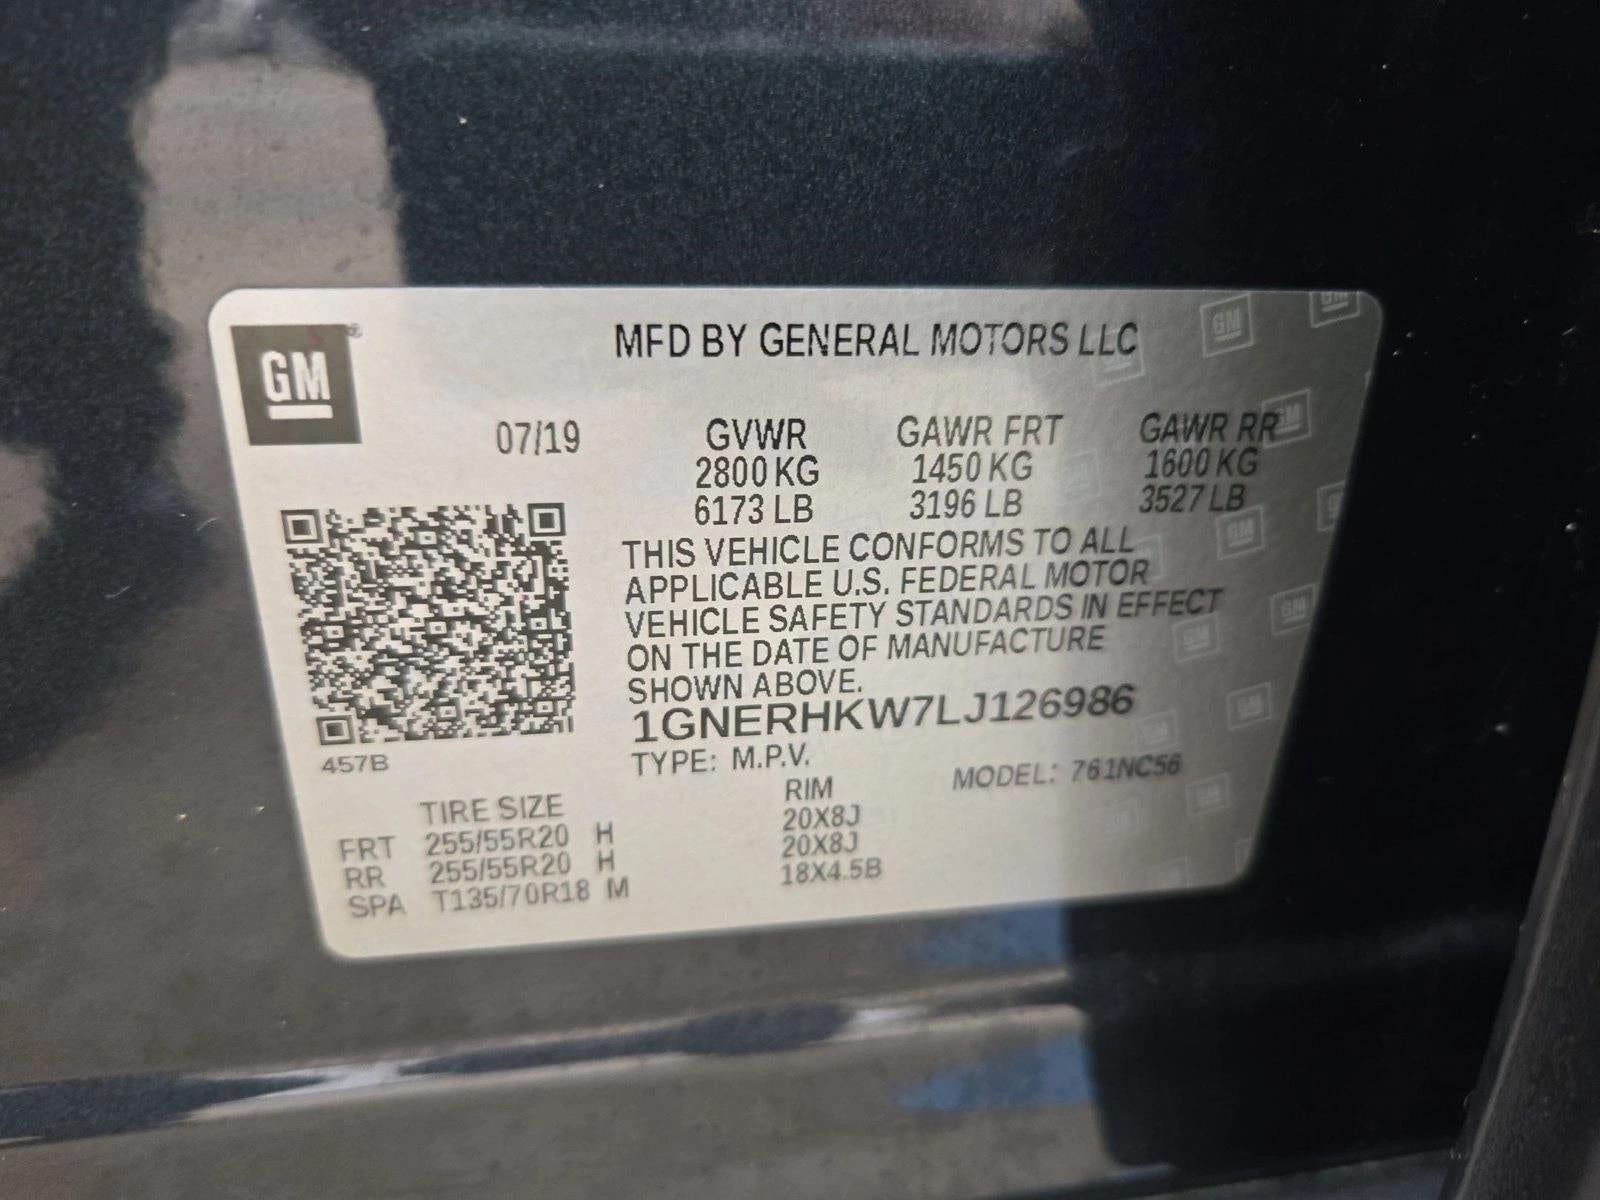 GM
MFD BY GENERAL MOTORS LLC
07/19 GVWR GAWR FRT GAWR RR
2800 KG 1450 KG 1600 KG
6173 LB 3196 LB 3527 LB
THIS VEHICLE CONFORMS TO ALL
APPLICABLE U.S. FEDERAL MOTOR
VEHICLE SAFETY STANDARDS IN EFFECT
ON THE DATE OF MANUFACTURE
SHOWN ABOVE.
1GNERHKW7LJ126986
457B TYPE: M.P.V. MODEL: 761NC56
TIRE SIZE RIM
FRT 255/55R20 H 20X8J
RR 255/55R20 H 20X8J
SPA T135/70R18 M 18X4.5B